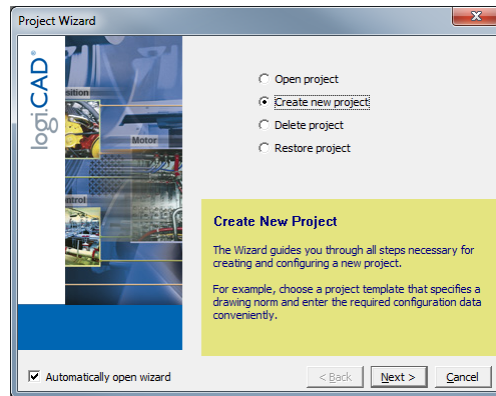 Project Wizard
logi.CAD®
Position
Motor
Control
Open project
Create new project
Delete project
Restore project
Create New Project
The Wizard guides you through all steps necessary for
creating and configuring a new project.
For example, choose a project template that specifies a
drawing norm and enter the required configuration data
conveniently.
Automatically open wizard
< Back
Next >
Cancel